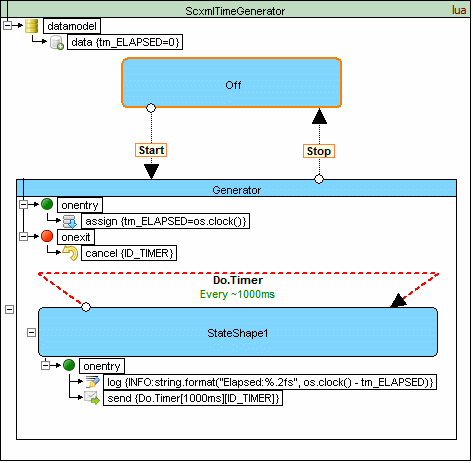 ScxmlTimeGenerator
lua
datamodel
data {tm_ELAPSED=0}
Off
Start
Stop
Generator
onentry
assign {tm_ELAPSED=os.clock()}
onexit
cancel {ID_TIMER}
Do.Timer
Every ~1000ms
StateShape1
onentry
log {INFO:string.format("Elapsed:%.2fs", os.clock() - tm_ELAPSED)}
send {Do.Timer[1000ms][ID_TIMER]}